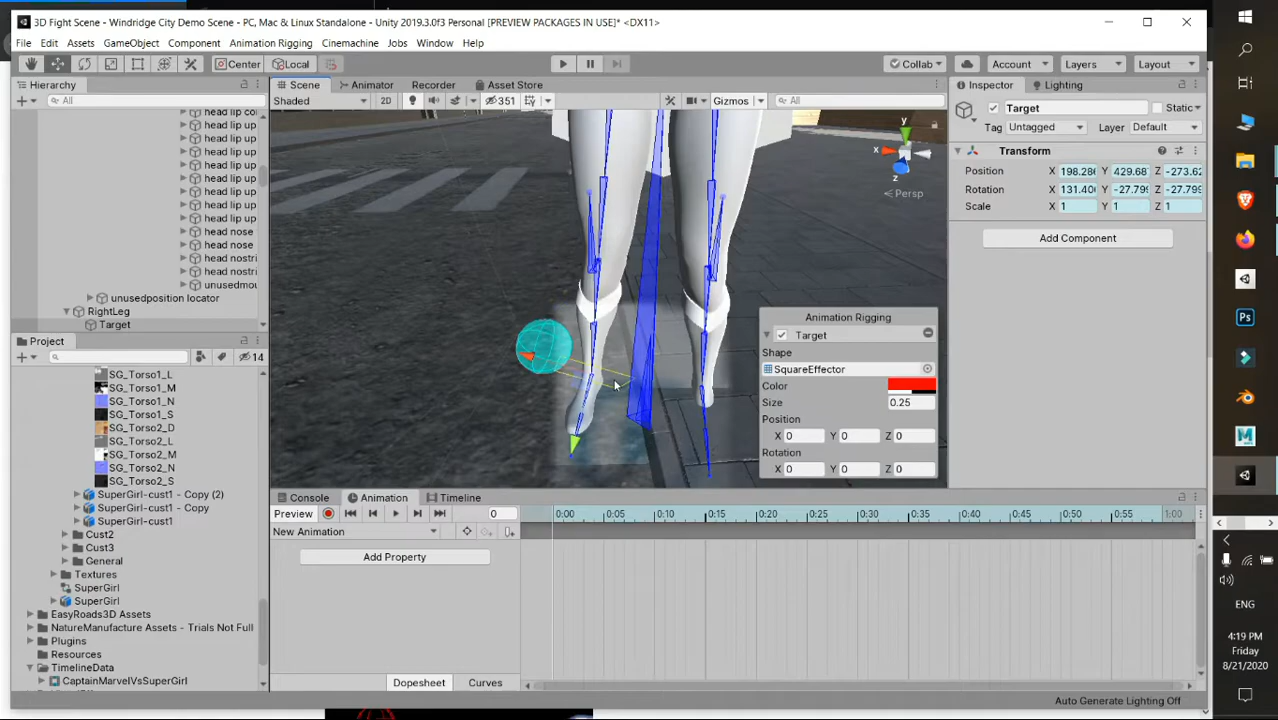 3D Fight Scene - Windridge City Demo Scene - PC, Mac & Linux Standalone - Unity 2019.3.0f3 Personal [PREVIEW PACKAGES IN USE]* <DX11>
File Edit Assets GameObject Component Animation Rigging Cinemachine Jobs Window Help
Center Local Collab Account Layers Layout
Hierarchy
All
head lip co
head lip up
head lip up
head lip up
head lip up
head lip up
head lip up
head lip up
head lip up
head nose
head nose
head nostri
head nostri
unusedmou
unusedposition locator
RightLeg
Target
Project
14
SG_Torso1_L
SG_Torso1_M
SG_Torso1_N
SG_Torso1_S
SG_Torso2_D
SG_Torso2_L
SG_Torso2_M
SG_Torso2_N
SG_Torso2_S
SuperGirl-cust1 - Copy (2)
SuperGirl-cust1 - Copy
SuperGirl-cust1
Cust2
Cust3
General
Textures
SuperGirl
SuperGirl
EasyRoads3D Assets
NatureManufacture Assets - Trials Not Full
Plugins
Resources
TimelineData
CaptainMarvelVsSuperGirl
Scene Animator Recorder Asset Store
Shaded 2D 351 Gizmos All
y
x
z
Persp
Animation Rigging
Target
Shape
SquareEffector
Color
Size 0.25
Position
X 0 Y 0 Z 0
Rotation
X 0 Y 0 Z 0
Console Animation Timeline
Preview 0 0:00 0:05 0:10 0:15 0:20 0:25 0:30 0:35 0:40 0:45 0:50 0:55 1:00
New Animation
Add Property
Dopesheet Curves
Inspector Lighting
Target Static
Tag Untagged Layer Default
Transform
Position X 198.286 Y 429.687 Z -273.62
Rotation X 131.406 Y -27.799 Z -27.799
Scale X 1 Y 1 Z 1
Add Component
Auto Generate Lighting Off
Ps
ENG
4:19 PM
Friday
8/21/2020